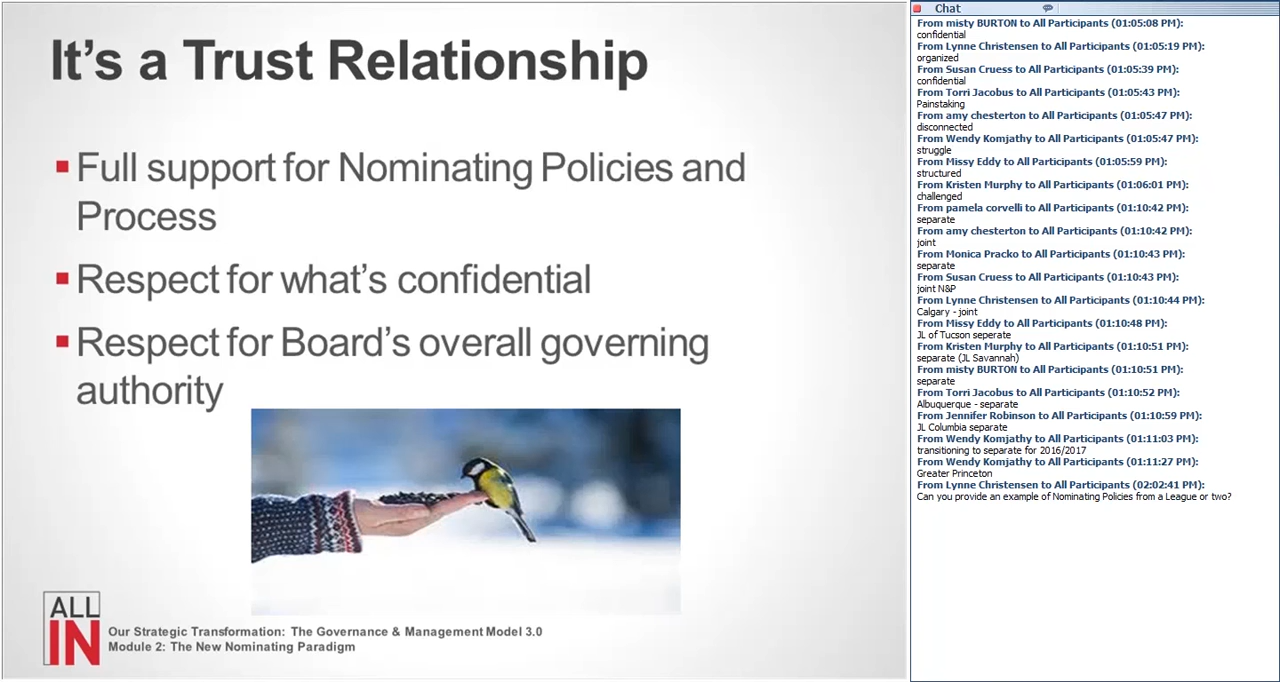 It's a Trust Relationship
Full support for Nominating Policies and
Process
Respect for what's confidential
Respect for Board's overall governing
authority
ALL
IN
Our Strategic Transformation: The Governance & Management Model 3.0
Module 2: The New Nominating Paradigm
Chat
From misty BURTON to All Participants (01:05:08 PM):
confidential
From Lynne Christensen to All Participants (01:05:19 PM):
organized
From Susan Cruess to All Participants (01:05:39 PM):
confidential
From Torri Jacobus to All Participants (01:05:43 PM):
Painstaking
From amy chesterton to All Participants (01:05:47 PM):
disconnected
From Wendy Komjathy to All Participants (01:05:47 PM):
struggle
From Missy Eddy to All Participants (01:05:59 PM):
structured
From Kristen Murphy to All Participants (01:06:01 PM):
challenged
From pamela corvelli to All Participants (01:10:42 PM):
separate
From amy chesterton to All Participants (01:10:42 PM):
joint
From Monica Pracko to All Participants (01:10:43 PM):
separate
From Susan Cruess to All Participants (01:10:43 PM):
joint N&P
From Lynne Christensen to All Participants (01:10:44 PM):
Calgary - joint
From Missy Eddy to All Participants (01:10:48 PM):
JL of Tucson seperate
From Kristen Murphy to All Participants (01:10:51 PM):
separate (JL Savannah)
From misty BURTON to All Participants (01:10:51 PM):
separate
From Torri Jacobus to All Participants (01:10:52 PM):
Albuquerque - separate
From Jennifer Robinson to All Participants (01:10:59 PM):
JL Columbia separate
From Wendy Komjathy to All Participants (01:11:03 PM):
transitioning to separate for 2016/2017
From Wendy Komjathy to All Participants (01:11:27 PM):
Greater Princeton
From Lynne Christensen to All Participants (02:02:41 PM):
Can you provide an example of Nominating Policies from a League or two?